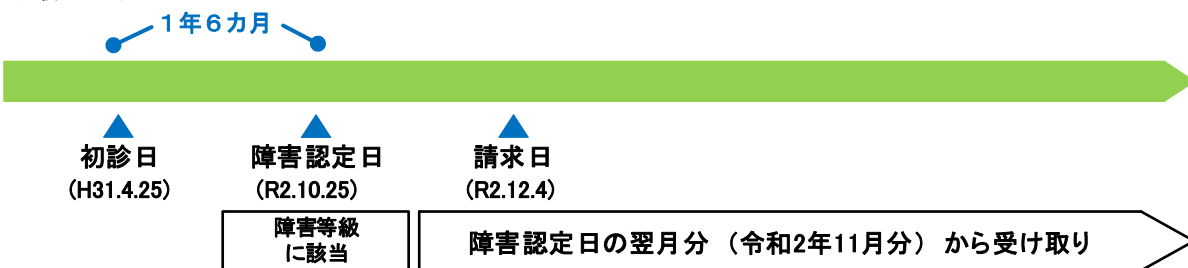 1年6カ月
初診日
(H31.4.25)
障害認定日
(R2.10.25)
請求日
(R2.12.4)
障害等級
に該当
障害認定日の翌月分（令和2年11月分）から受け取り